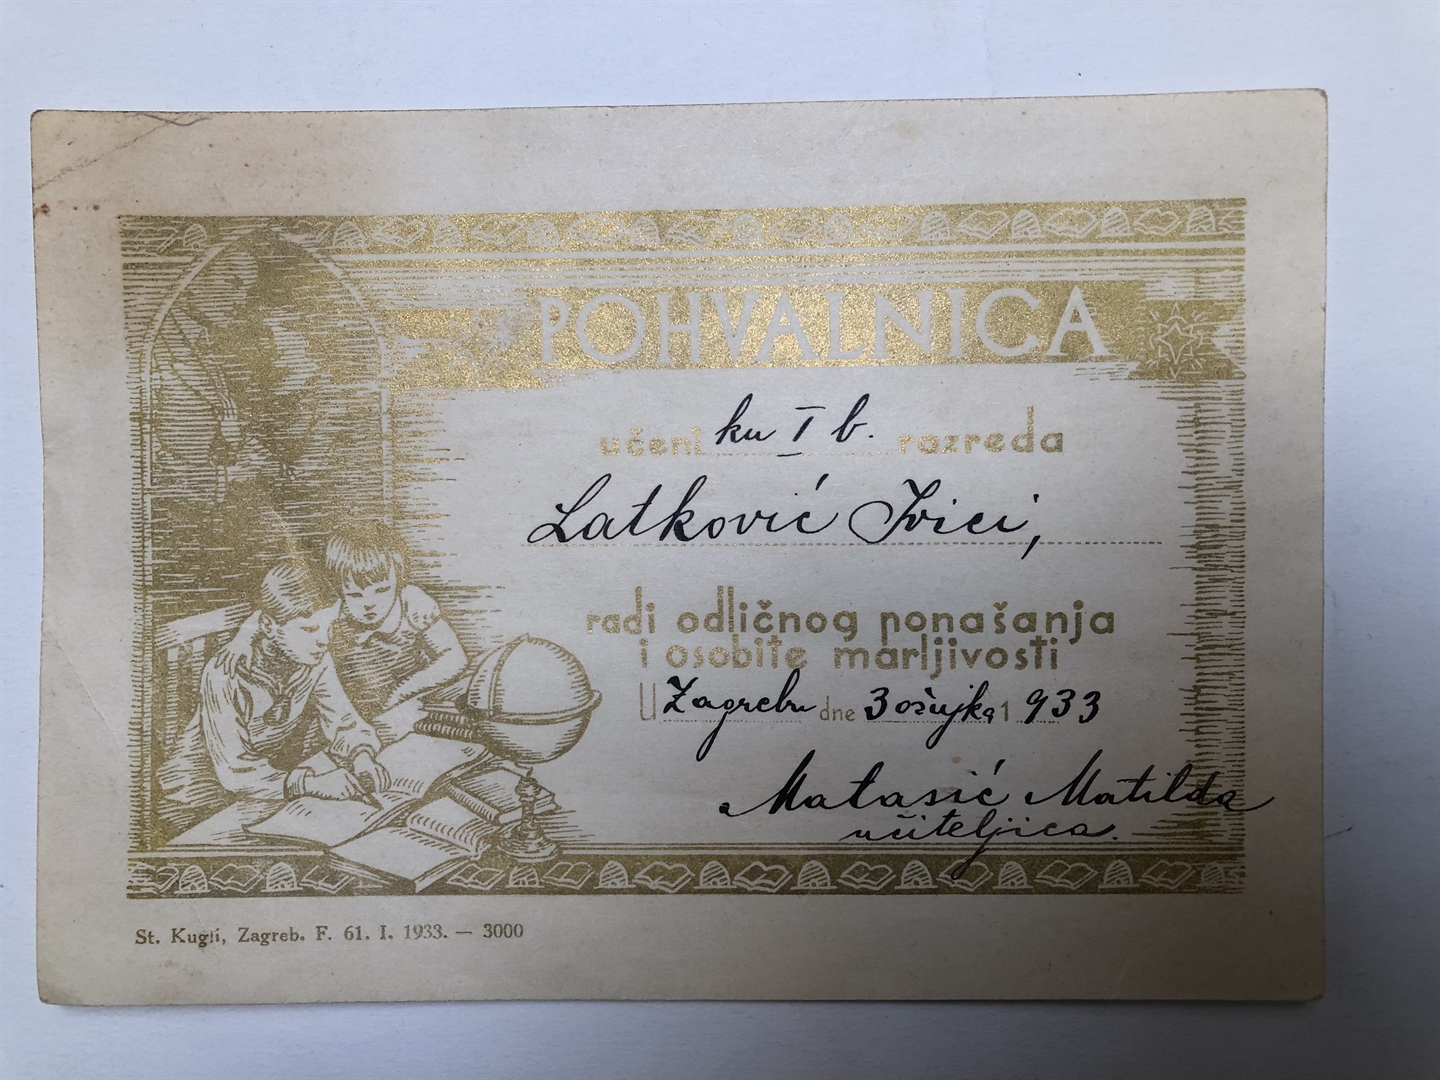 POHVALNICA
učeniku I b. razreda
Latković Ivici,
radi odličnog ponašanja
i osobite marljivosti
U Zagrebu dne 3 ožujka 1933
Matasić Matilda
učiteljica.
St. Kugli, Zagreb. F. 61. I. 1933. — 3000